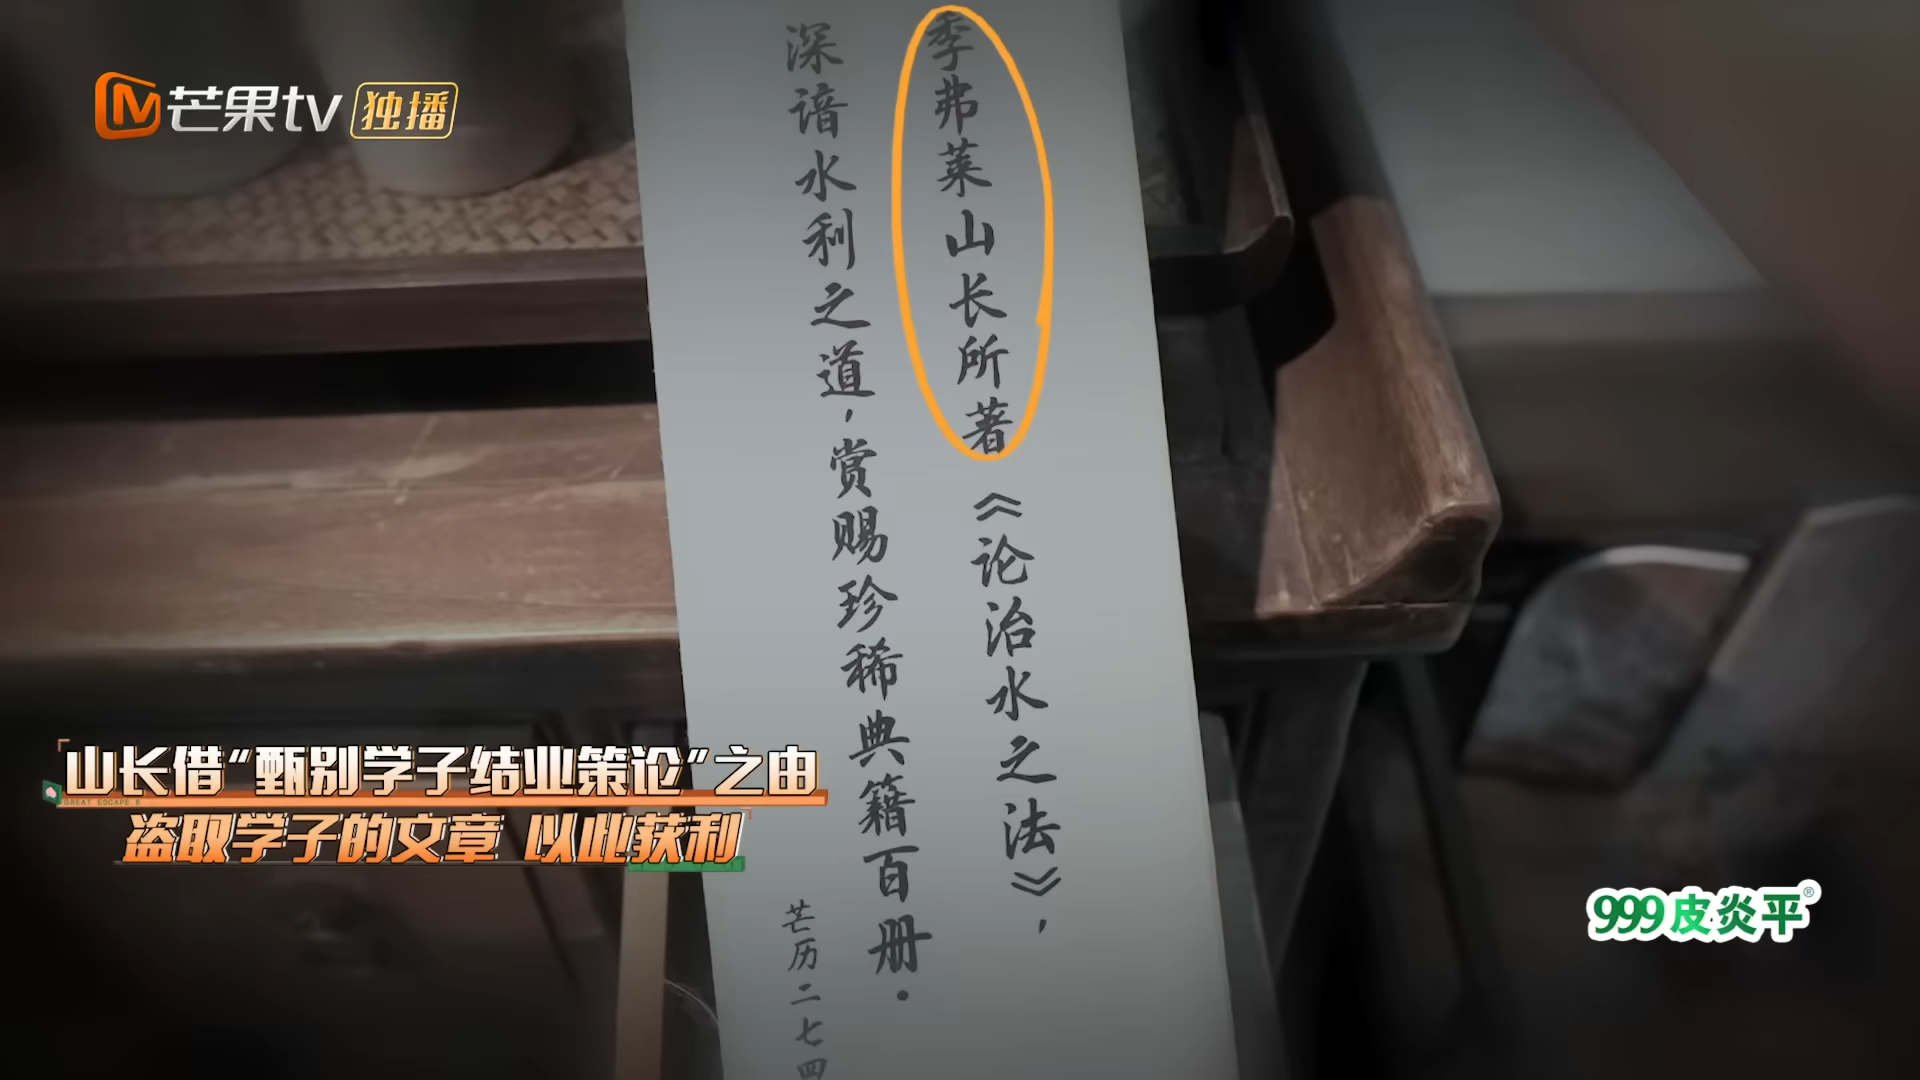 芒果tv 独播
季弗莱山长所著《论治水之法》，
深谙水利之道，赏赐珍稀典籍百册.
芒历二七四
山长借“甄别学子结业策论”之由
GREAT ESCAPE 6
盗取学子的文章 以此获利
999皮炎平®